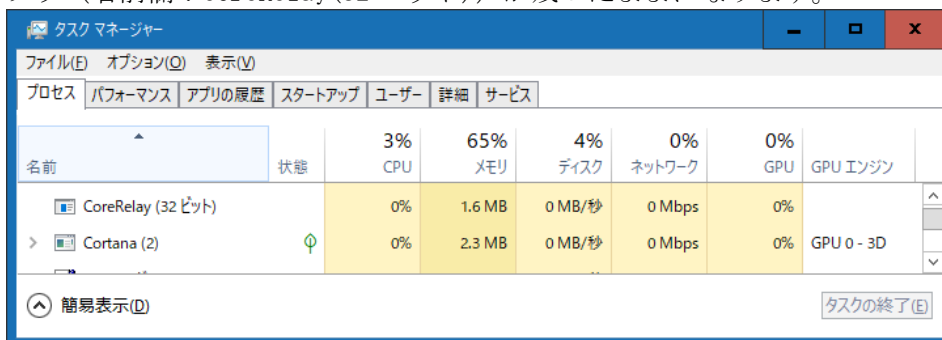 タスク マネージャー
ファイル(F) オプション(O) 表示(V)
プロセス パフォーマンス アプリの履歴 スタートアップ ユーザー 詳細 サービス
3% 65% 4% 0% 0%
名前 状態 CPU メモリ ディスク ネットワーク GPU GPU エンジン
CoreRelay (32 ビット) 0% 1.6 MB 0 MB/秒 0 Mbps 0%
Cortana (2) 0% 2.3 MB 0 MB/秒 0 Mbps 0% GPU 0 - 3D
簡易表示(D) タスクの終了(E)